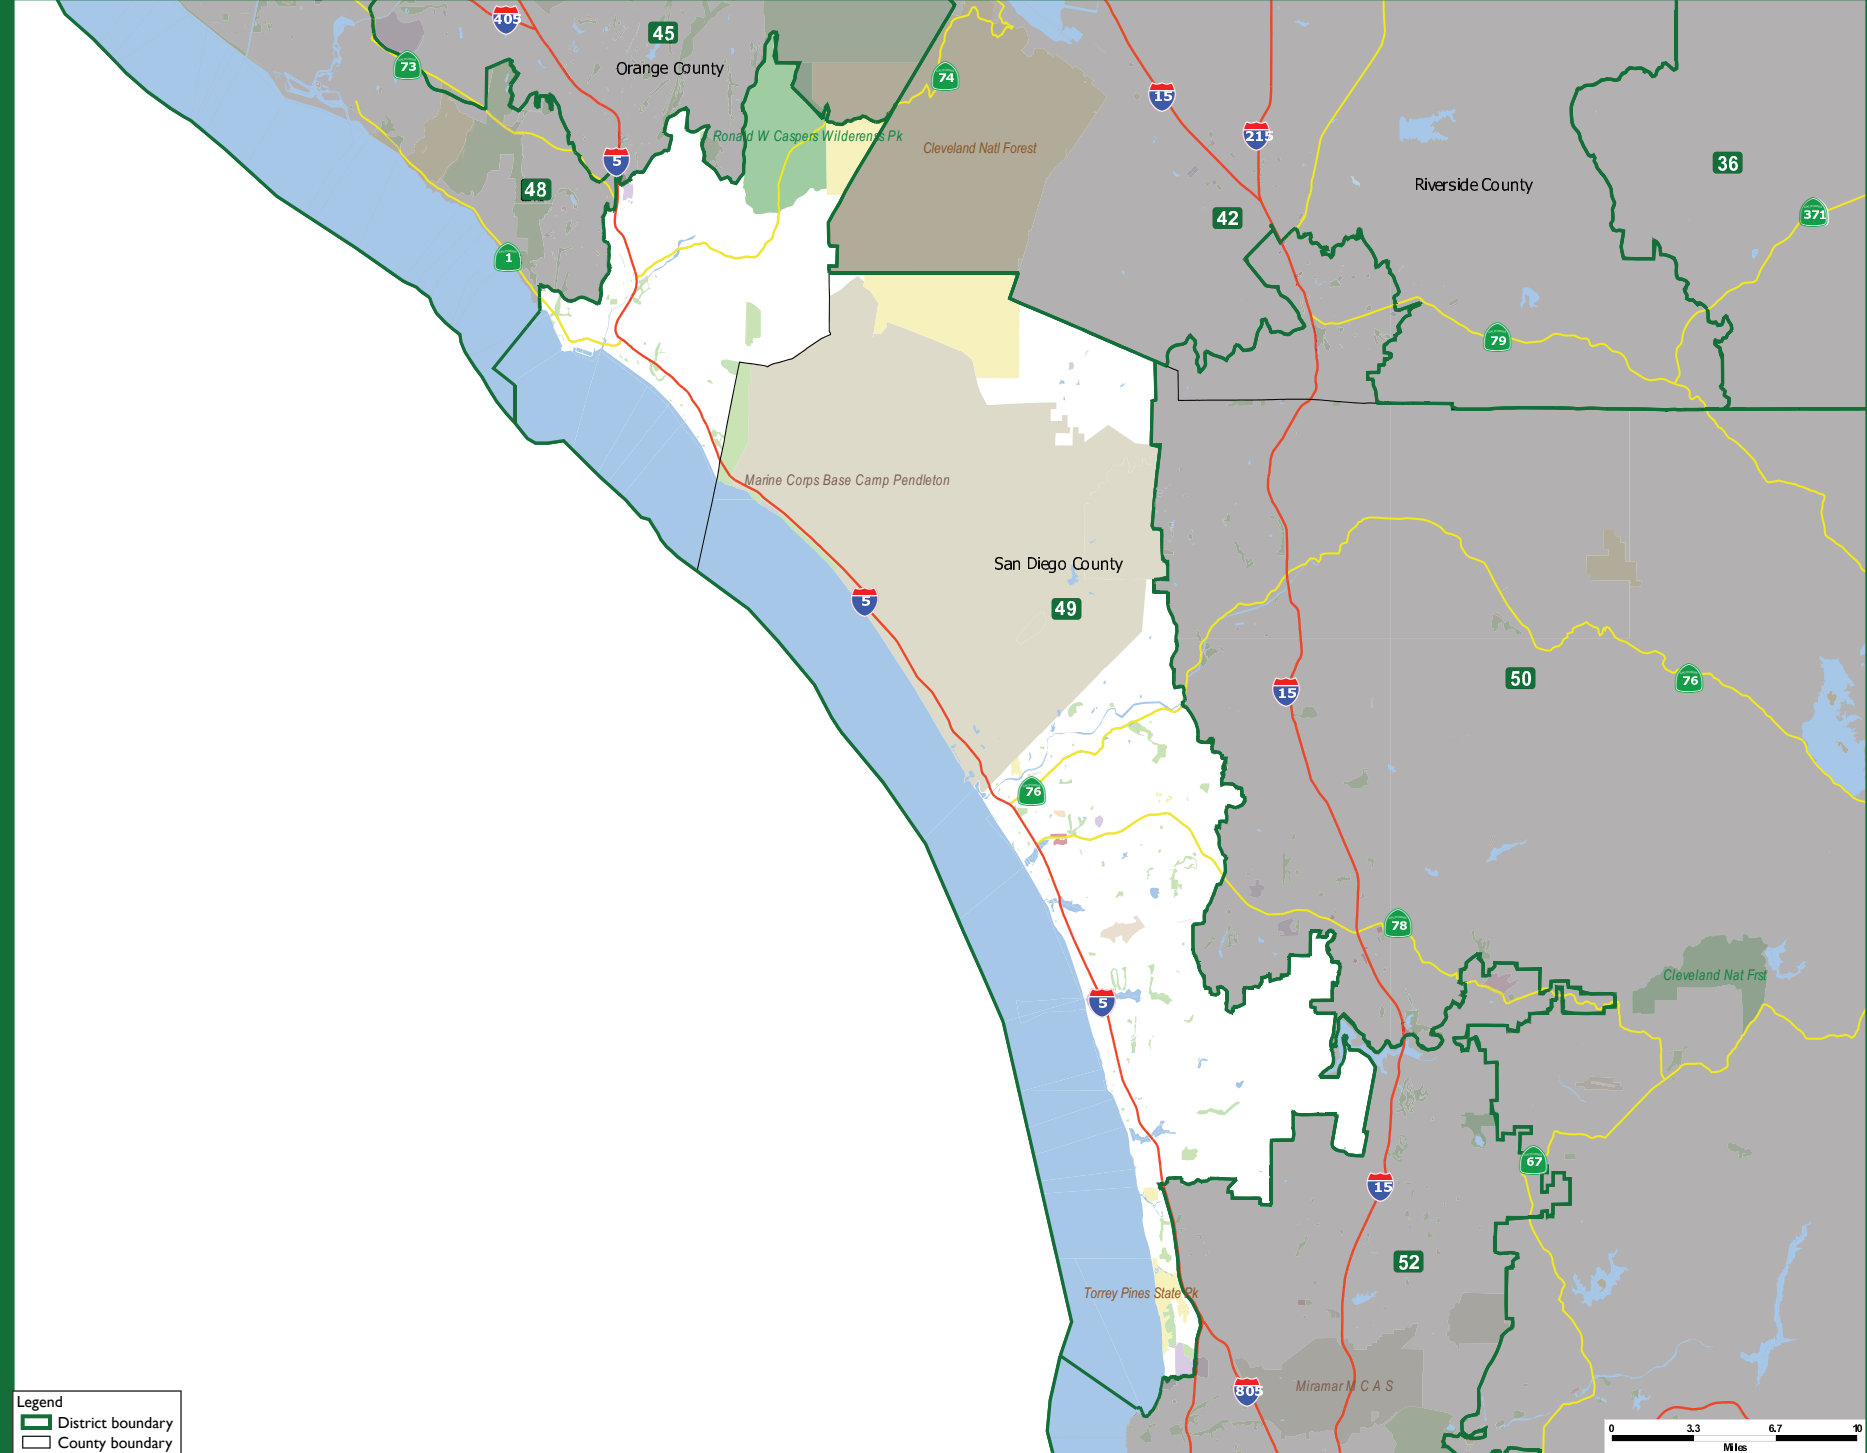 405
45
Orange County
73
74
15
215
Ronald W Caspers Wilderenss Pk
Cleveland Natl Forest
5
36
Riverside County
48
42
371
1
79
Marine Corps Base Camp Pendleton
San Diego County
5
49
15
50
76
76
78
Cleveland Nat Frst
5
67
15
52
Torrey Pines State Pk
805
Miramar M C A S
Legend
District boundary
County boundary
0 3.3 6.7 10
Miles